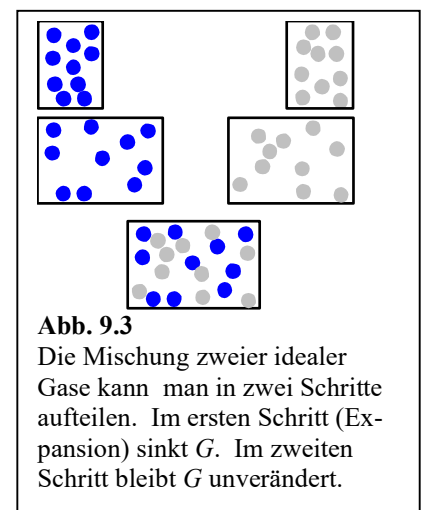 Abb. 9.3
Die Mischung zweier idealer
Gase kann man in zwei Schritte
aufteilen. Im ersten Schritt (Ex-
pansion) sinkt G. Im zweiten
Schritt bleibt G unverändert.